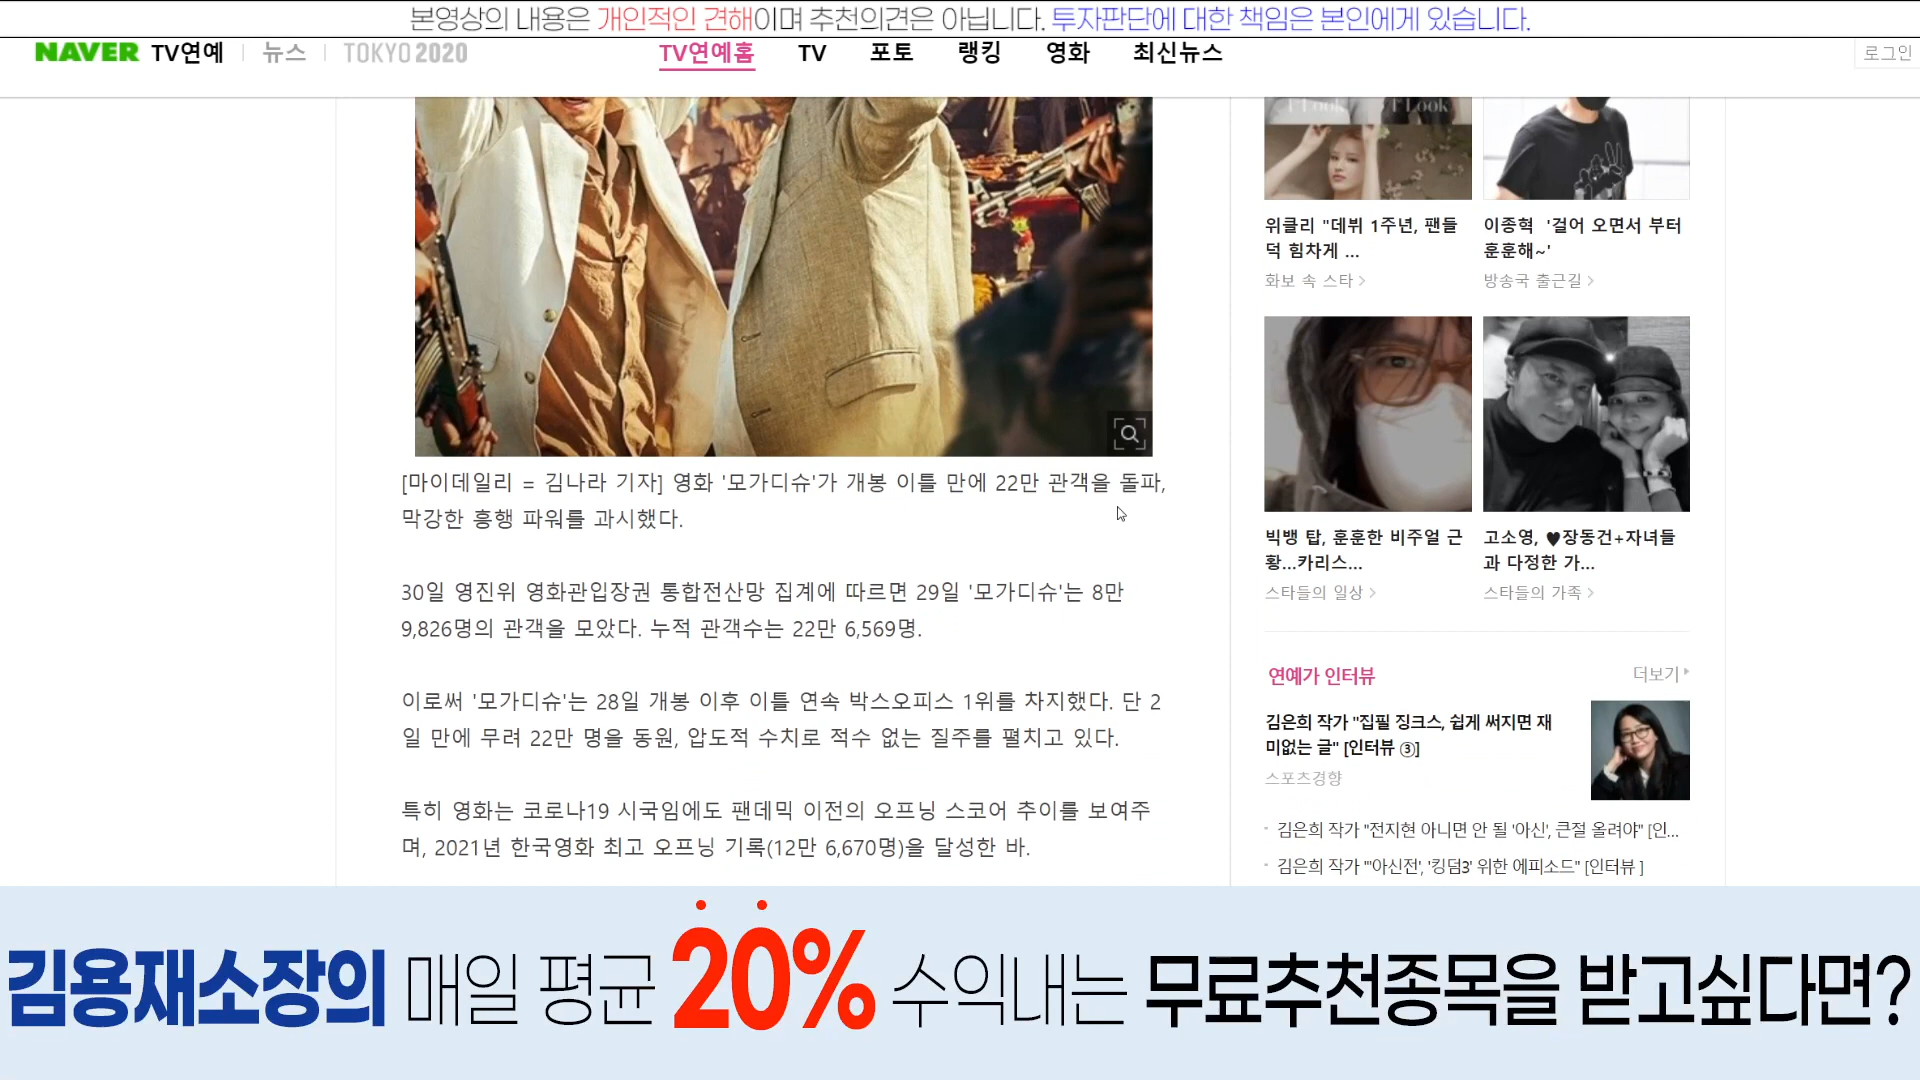 본영상의 내용은 개인적인 견해이며 추천의견은 아닙니다. 투자판단에 대한 책임은 본인에게 있습니다.
NAVER TV연예 뉴스 TOKYO 2020 TV연예홈 TV 포토 랭킹 영화 최신뉴스 로그인
[마이데일리 = 김나라 기자] 영화 '모가디슈'가 개봉 이틀 만에 22만 관객을 돌파,
막강한 흥행 파워를 과시했다.
30일 영진위 영화관입장권 통합전산망 집계에 따르면 29일 '모가디슈'는 8만
9,826명의 관객을 모았다. 누적 관객수는 22만 6,569명.
이로써 '모가디슈'는 28일 개봉 이후 이틀 연속 박스오피스 1위를 차지했다. 단 2
일 만에 무려 22만 명을 동원, 압도적 수치로 적수 없는 질주를 펼치고 있다.
특히 영화는 코로나19 시국임에도 팬데믹 이전의 오프닝 스코어 추이를 보여주
며, 2021년 한국영화 최고 오프닝 기록(12만 6,670명)을 달성한 바.
위클리 "데뷔 1주년, 팬들
덕 힘차게 ...
화보 속 스타
이종혁 '걸어 오면서 부터
훈훈해~'
방송국 출근길
빅뱅 탑, 훈훈한 비주얼 근
황...카리스...
스타들의 일상
고소영, ♥장동건+자녀들
과 다정한 가...
스타들의 가족
연예가 인터뷰 더보기
김은희 작가 "집필 징크스, 쉽게 써지면 재
미없는 글" [인터뷰 ③]
스포츠경향
김은희 작가 "전지현 아니면 안 될 '아신', 큰절 올려야" [인...
김은희 작가 "'아신전', '킹덤3' 위한 에피소드" [인터뷰 ]
김용재소장의 매일 평균 20% 수익내는 무료추천종목을 받고싶다면?